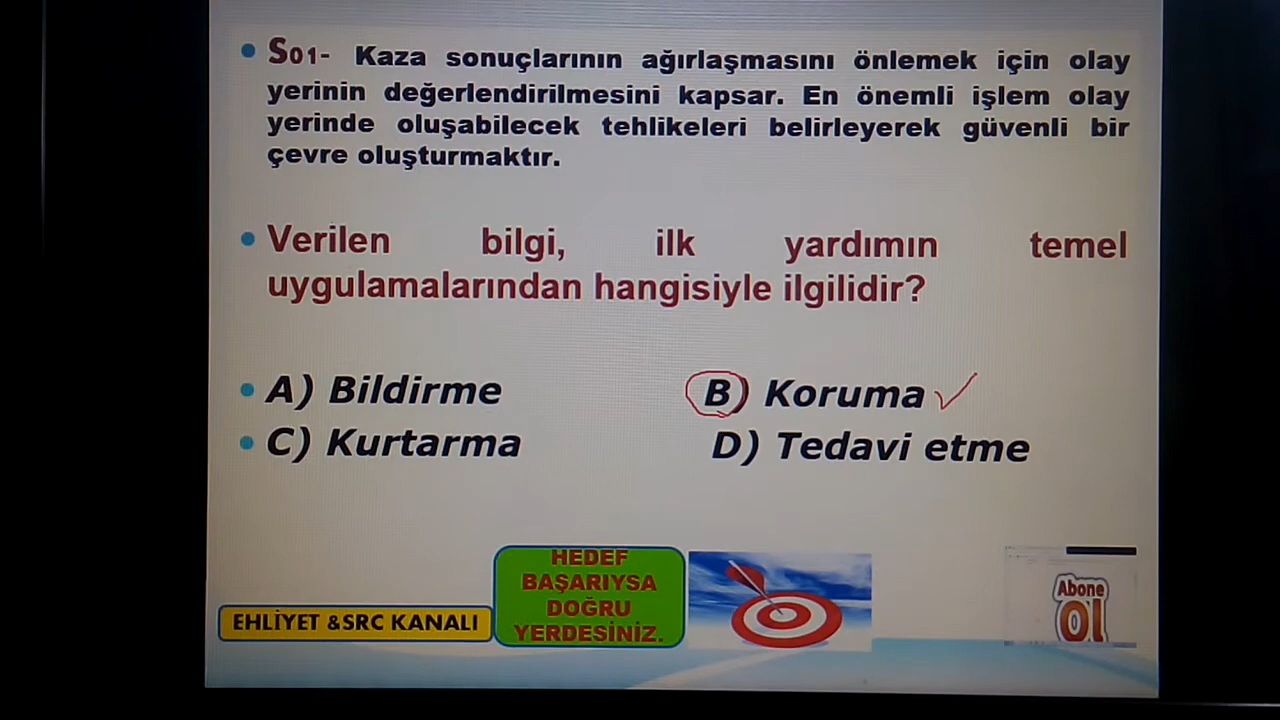 S01- Kaza sonuçlarının ağırlaşmasını önlemek için olay
yerinin değerlendirilmesini kapsar. En önemli işlem olay
yerinde oluşabilecek tehlikeleri belirleyerek güvenli bir
çevre oluşturmaktır.
Verilen bilgi, ilk yardımın temel
uygulamalarından hangisiyle ilgilidir?
A) Bildirme
B) Koruma
C) Kurtarma
D) Tedavi etme
HEDEF
BAŞARIYSA
DOĞRU
YERDESİNİZ.
EHLİYET &SRC KANALI
Abone
Ol